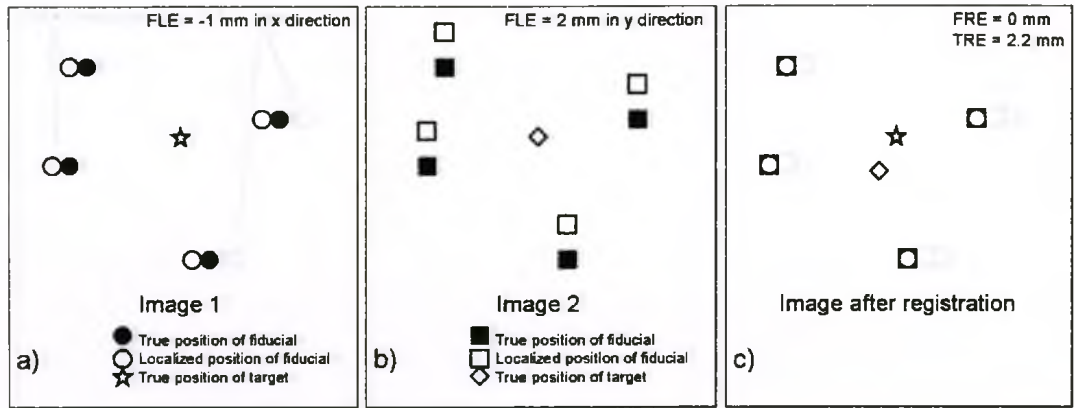 FLE = -1 mm in x direction
Image 1
True position of fiducial
Localized position of fiducial
True position of target
a)
FLE = 2 mm in y direction
Image 2
True position of fiducial
Localized position of fiducial
True position of target
b)
FRE = 0 mm
TRE = 2.2 mm
Image after registration
c)